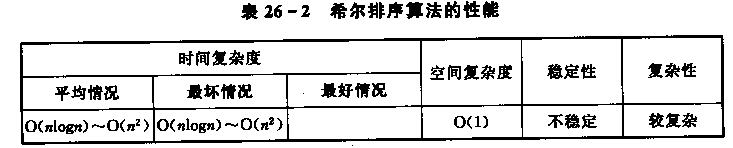 表 26-2 希尔排序算法的性能
时间复杂度 空间复杂度 稳定性 复杂性
平均情况 最坏情况 最好情况
O(nlogn)~O(n²) O(nlogn)~O(n²) O(1) 不稳定 较复杂